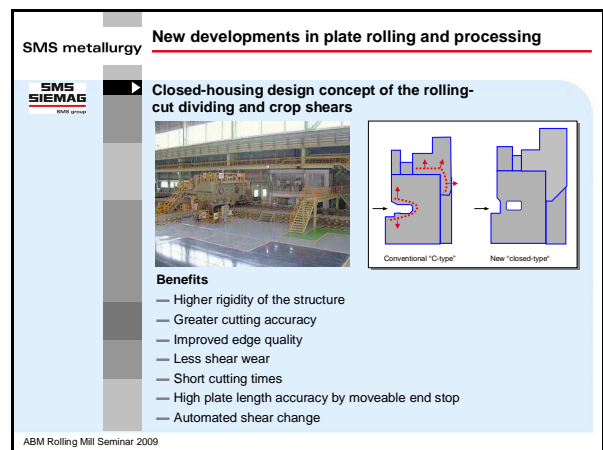 SMS metallurgy
New developments in plate rolling and processing
SMS
SIEMAG
SMS group
Closed-housing design concept of the rolling-
cut dividing and crop shears
Conventional "C-type"
New "closed-type"
Benefits
— Higher rigidity of the structure
— Greater cutting accuracy
— Improved edge quality
— Less shear wear
— Short cutting times
— High plate length accuracy by moveable end stop
— Automated shear change
ABM Rolling Mill Seminar 2009